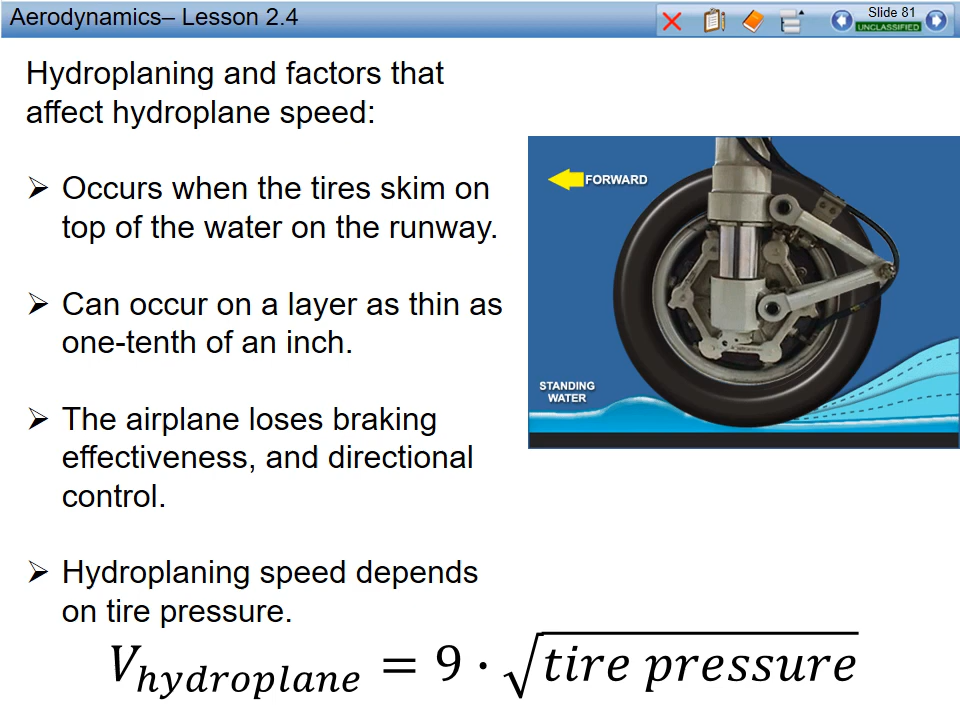 Aerodynamics– Lesson 2.4
Slide 81
UNCLASSIFIED
Hydroplaning and factors that
affect hydroplane speed:
➢ Occurs when the tires skim on
top of the water on the runway.
➢ Can occur on a layer as thin as
one-tenth of an inch.
➢ The airplane loses braking
effectiveness, and directional
control.
➢ Hydroplaning speed depends
on tire pressure.
FORWARD
STANDING
WATER
V_hydroplane = 9 · √tire pressure